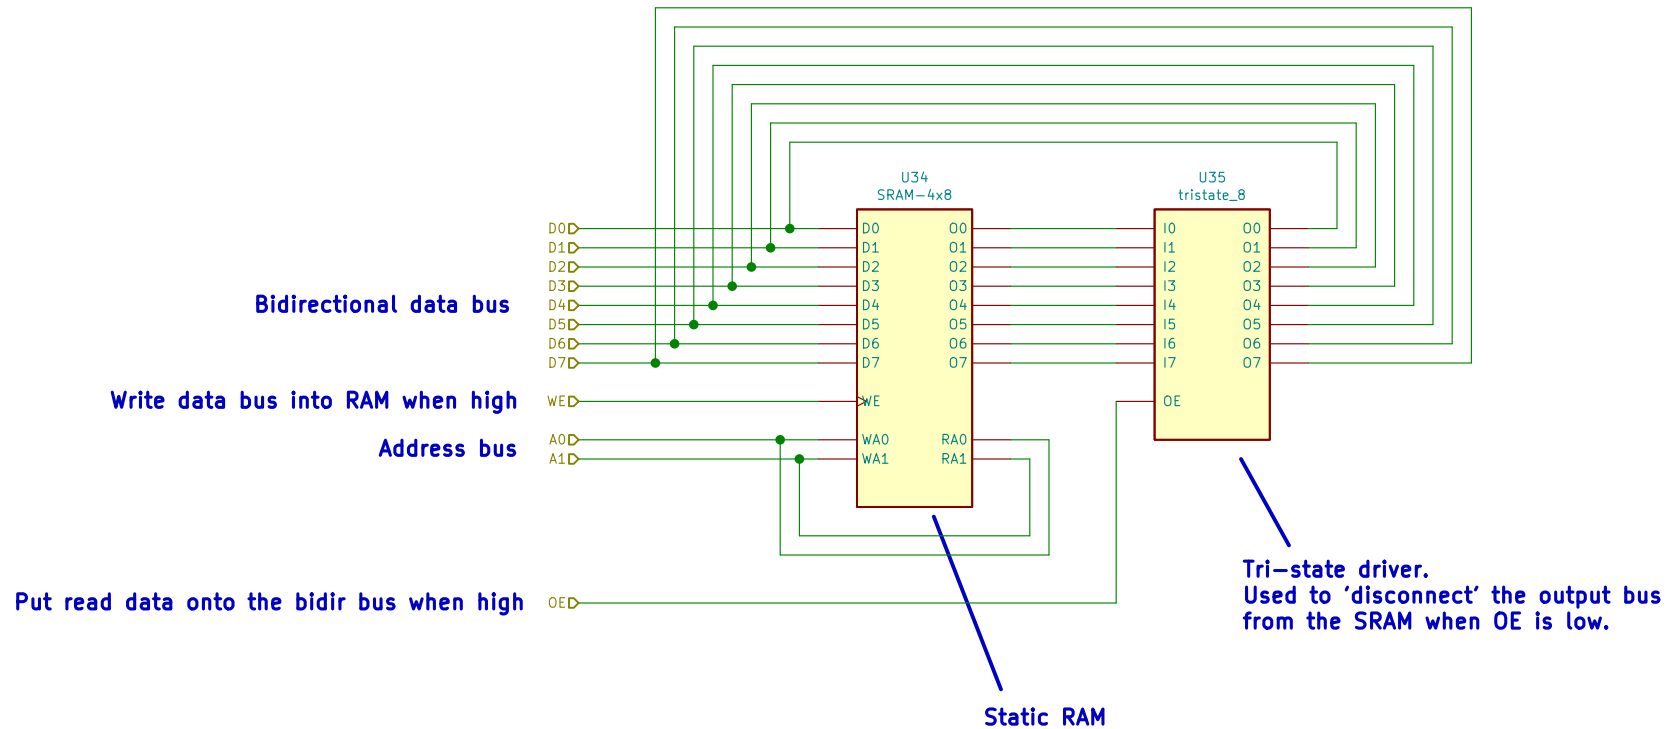 U34
SRAM-4x8
U35
tristate_8
D0 D0 O0 I0 O0
D1 D1 O1 I1 O1
D2 D2 O2 I2 O2
D3 D3 O3 I3 O3
Bidirectional data bus D4 D4 O4 I4 O4
D5 D5 O5 I5 O5
D6 D6 O6 I6 O6
D7 D7 O7 I7 O7
Write data bus into RAM when high WE WE OE
A0 WA0 RA0
Address bus
A1 WA1 RA1
Put read data onto the bidir bus when high OE
Tri-state driver.
Used to 'disconnect' the output bus
from the SRAM when OE is low.
Static RAM